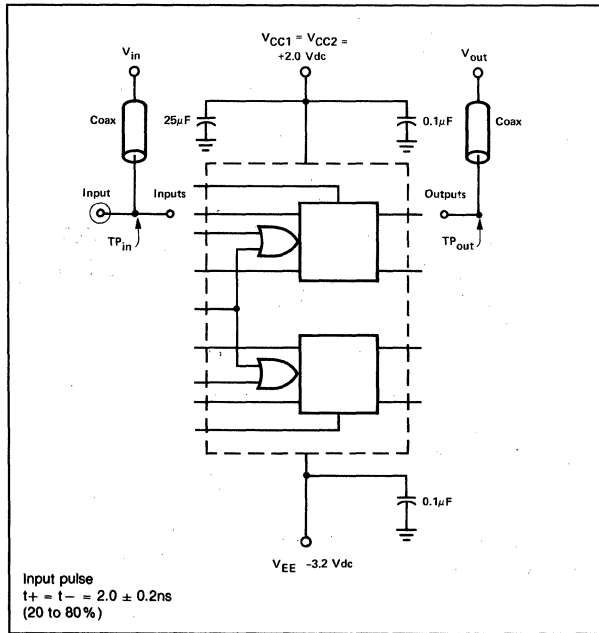 V_in
V_CC1 = V_CC2 =
+2.0 Vdc
V_out
Coax
25μF
0.1μF
Coax
Input
Inputs
Outputs
TP_in
TP_out
0.1μF
V_EE -3.2 Vdc
Input pulse
t+ = t- = 2.0 ± 0.2ns
(20 to 80%)